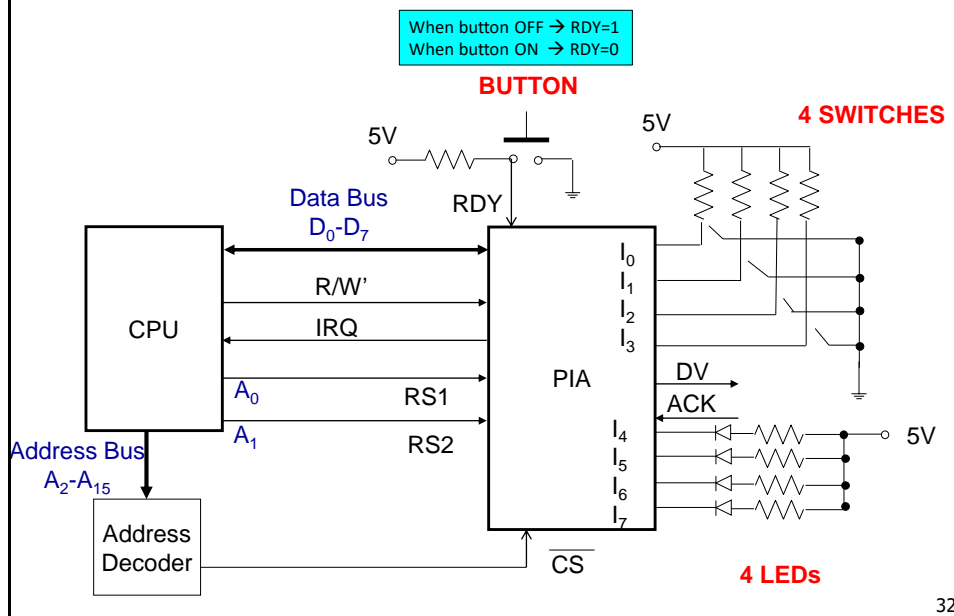 When button OFF → RDY=1
When button ON → RDY=0
BUTTON
4 SWITCHES
5V
5V
RDY
Data Bus
D0-D7
R/W’
IRQ
CPU
PIA
A0
RS1
A1
RS2
I0
I1
I2
I3
DV
ACK
I4
I5
I6
I7
5V
Address Bus
A2-A15
Address
Decoder
C̅S̅
4 LEDs
32